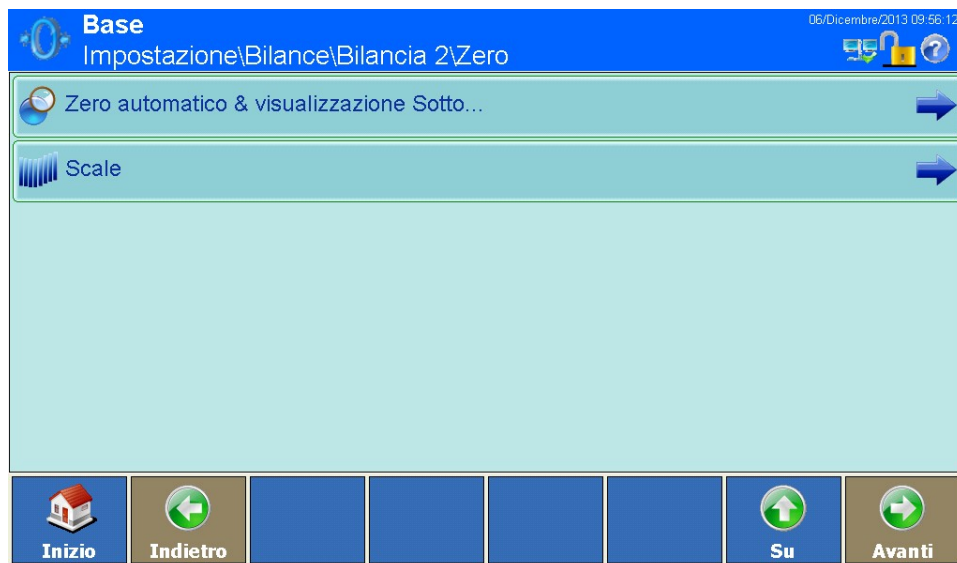 Base
06/Dicembre/2013 09:56:12
Impostazione\Bilance\Bilancia 2\Zero
Zero automatico & visualizzazione Sotto...
Scale
Inizio
Indietro
Su
Avanti